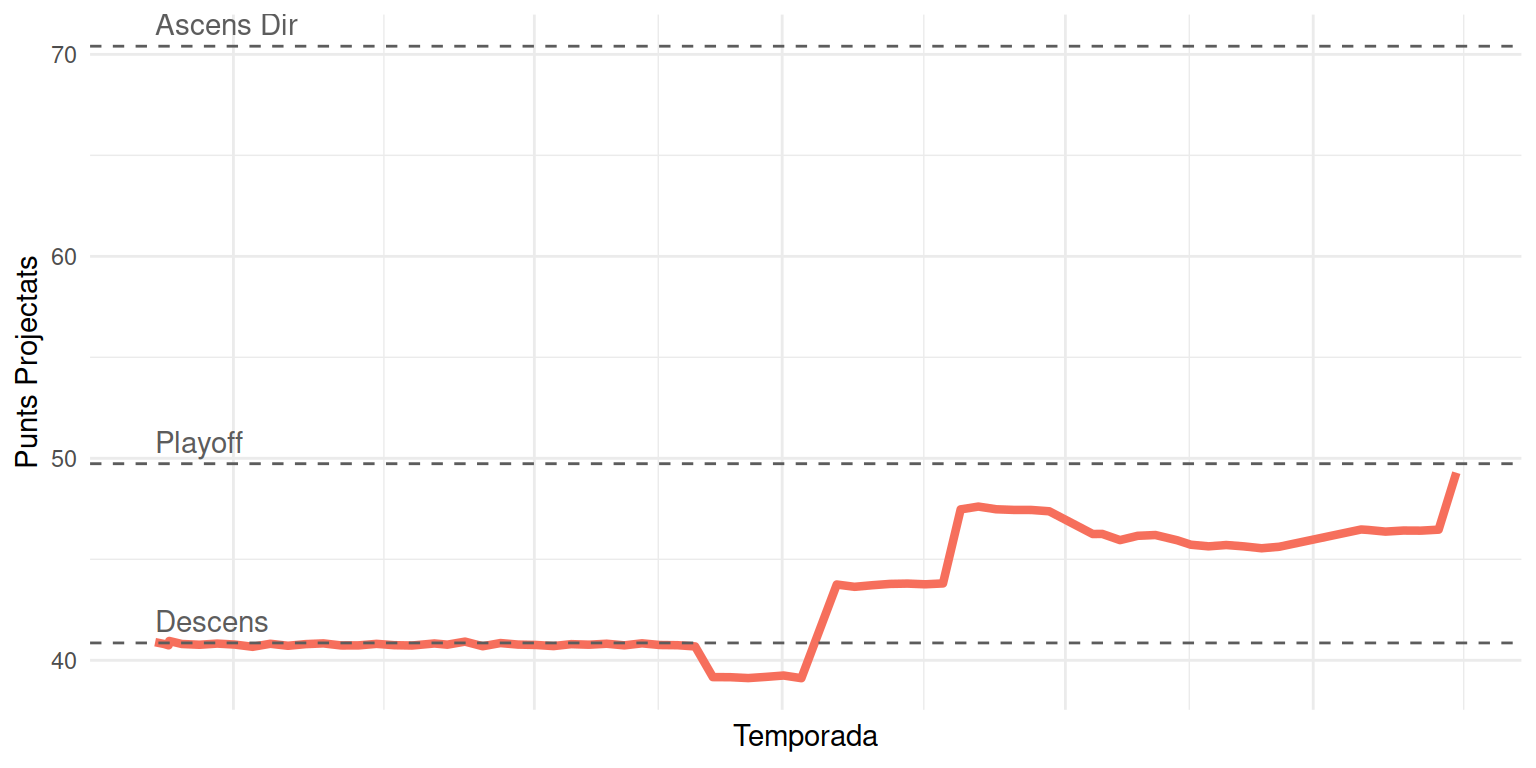 Ascens Dir
70
60
Punts Projectats
Playoff
50
Descens
40
Temporada